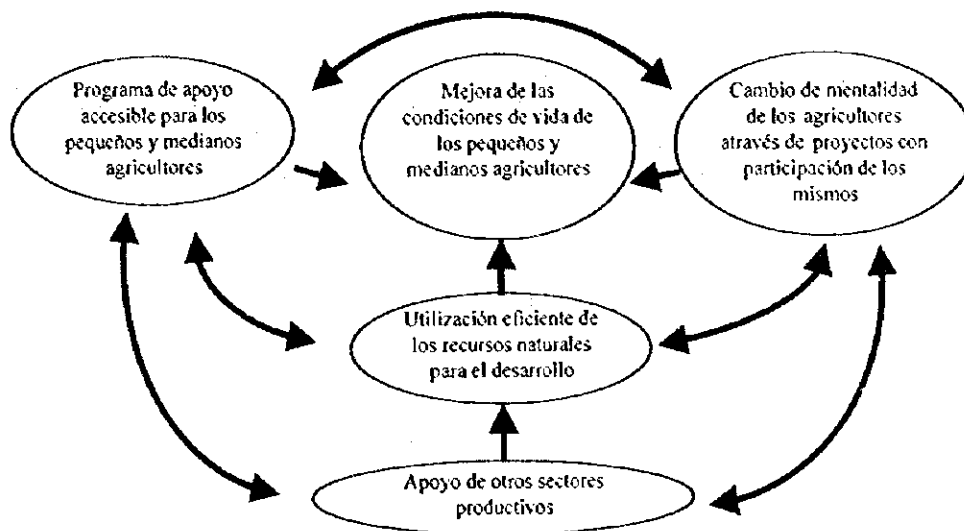 Programa de apoyo
accesible para los
pequeños y medianos
agricultores
Mejora de las
condiciones de vida de
los pequeños y
medianos agricultores
Cambio de mentalidad
de los agricultores
através de proyectos con
participación de los
mismos
Utilización eficiente de
los recursos naturales
para el desarrollo
Apoyo de otros sectores
productivos